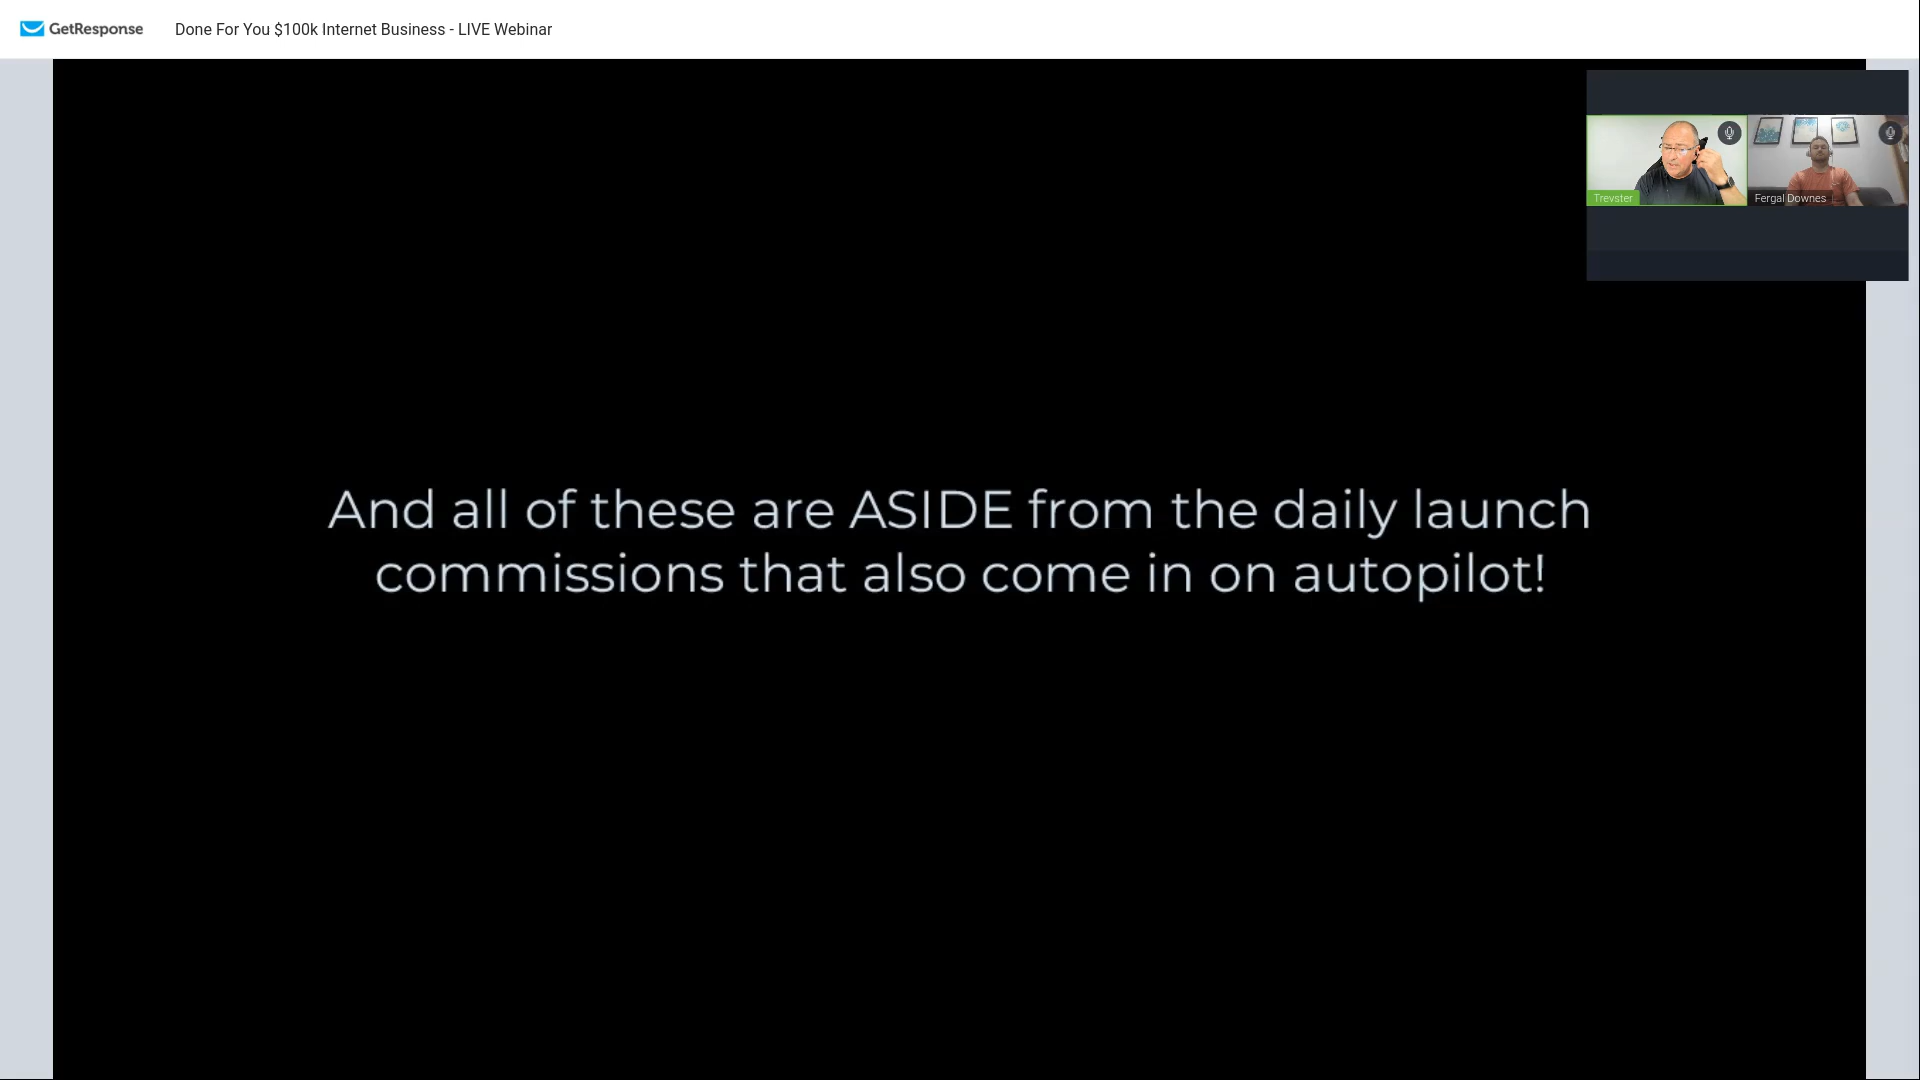 GetResponse
Done For You $100k Internet Business - LIVE Webinar
Trevster
Fergal Downes
And all of these are ASIDE from the daily launch
commissions that also come in on autopilot!